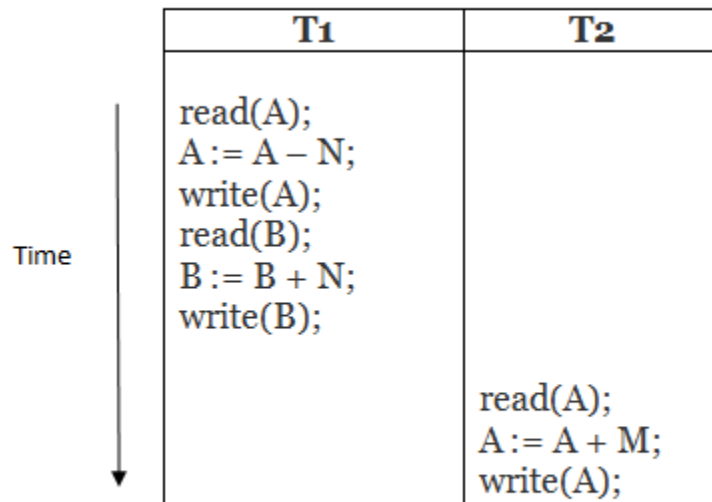 T1 T2
read(A);
A := A – N;
write(A);
read(B);
Time
B := B + N;
write(B);
read(A);
A := A + M;
write(A);